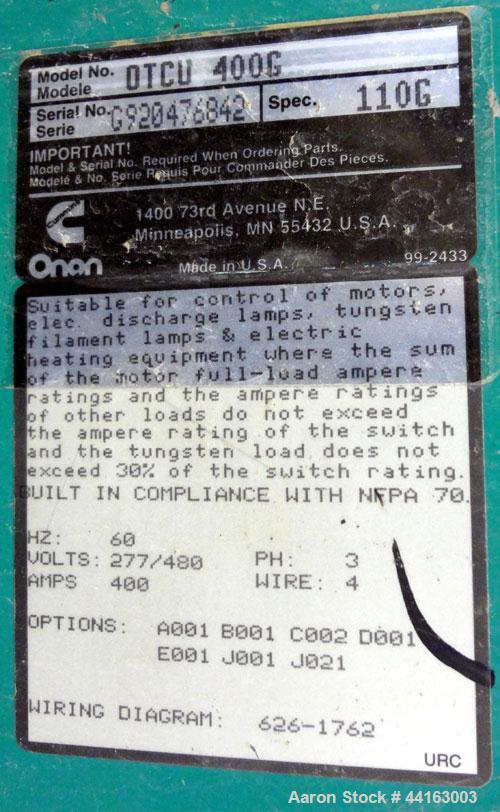 Model No. OTCU 400G
Modele
Serial No. G920476842 Spec. 110G
Serie
IMPORTANT!
Model & Serial No. Required When Ordering Parts.
Modele & No. Serie Requis Pour Commander Des Pieces.
1400 73rd Avenue N.E.
Minneapolis, MN 55432 U.S.A.
Onan Made in U.S.A. 99-2433
Suitable for control of motors,
elec. discharge lamps, tungsten
filament lamps & electric
heating equipment where the sum
of the motor full-load ampere
ratings and the ampere ratings
of other loads do not exceed
the ampere rating of the switch
and the tungsten load does not
exceed 30% of the switch rating.
BUILT IN COMPLIANCE WITH NFPA 70.
HZ: 60
VOLTS: 277/480 PH: 3
AMPS 400 WIRE: 4
OPTIONS: A001 B001 C002 D001
E001 J001 J021
WIRING DIAGRAM: 626-1762
URC
Aaron Stock # 44163003